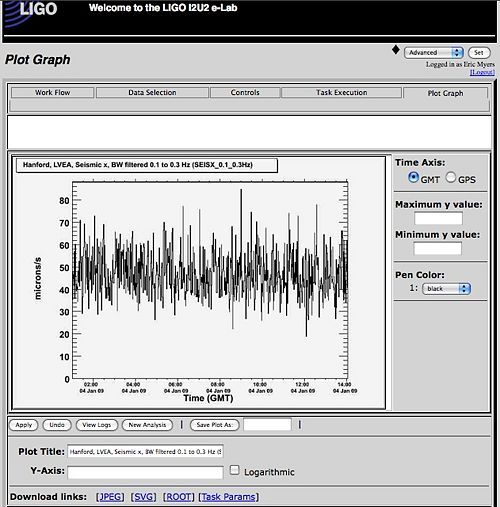 LIGO
Welcome to the LIGO I2U2 e-Lab
Advanced Set
Logged in as Eric Myers
[Logout]
Plot Graph
Work Flow Data Selection Controls Task Execution Plot Graph
Hanford, LVEA, Seismic x, BW filtered 0.1 to 0.3 Hz (SEISX_0.1_0.3Hz)
Time Axis:
GMT GPS
Maximum y value:
Minimum y value:
Pen Color:
1: black
microns/s
80
70
60
50
40
30
20
10
0
02:00 04:00 06:00 08:00 10:00 12:00 14:00
04 Jan 09 04 Jan 09 04 Jan 09 04 Jan 09 04 Jan 09 04 Jan 09 04 Jan 09
Time (GMT)
Apply Undo View Logs New Analysis | Save Plot As: |
Plot Title: Hanford, LVEA, Seismic x, BW filtered 0.1 to 0.3 Hz (S
Y-Axis: Logarithmic
Download links: [JPEG] [SVG] [ROOT] [Task Params]